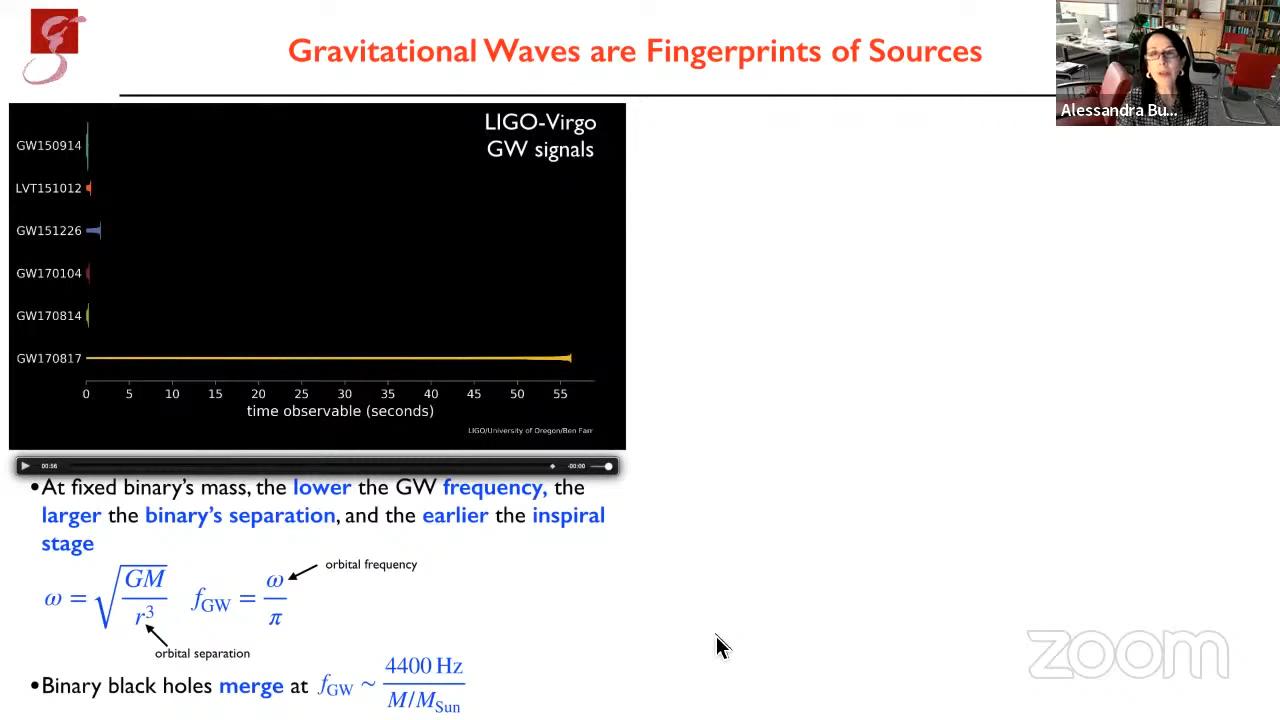 Gravitational Waves are Fingerprints of Sources
Alessandra Bu...
LIGO-Virgo
GW signals
GW150914
LVT151012
GW151226
GW170104
GW170814
GW170817
0 5 10 15 20 25 30 35 40 45 50 55
time observable (seconds)
LIGO/University of Oregon/Ben Farr
00:56 -00:00
•At fixed binary's mass, the lower the GW frequency, the
larger the binary's separation, and the earlier the inspiral
stage
orbital frequency
ω = √(GM/r³) f_GW = ω/π
orbital separation
•Binary black holes merge at f_GW ~ 4400 Hz / (M/M_Sun)
zoom